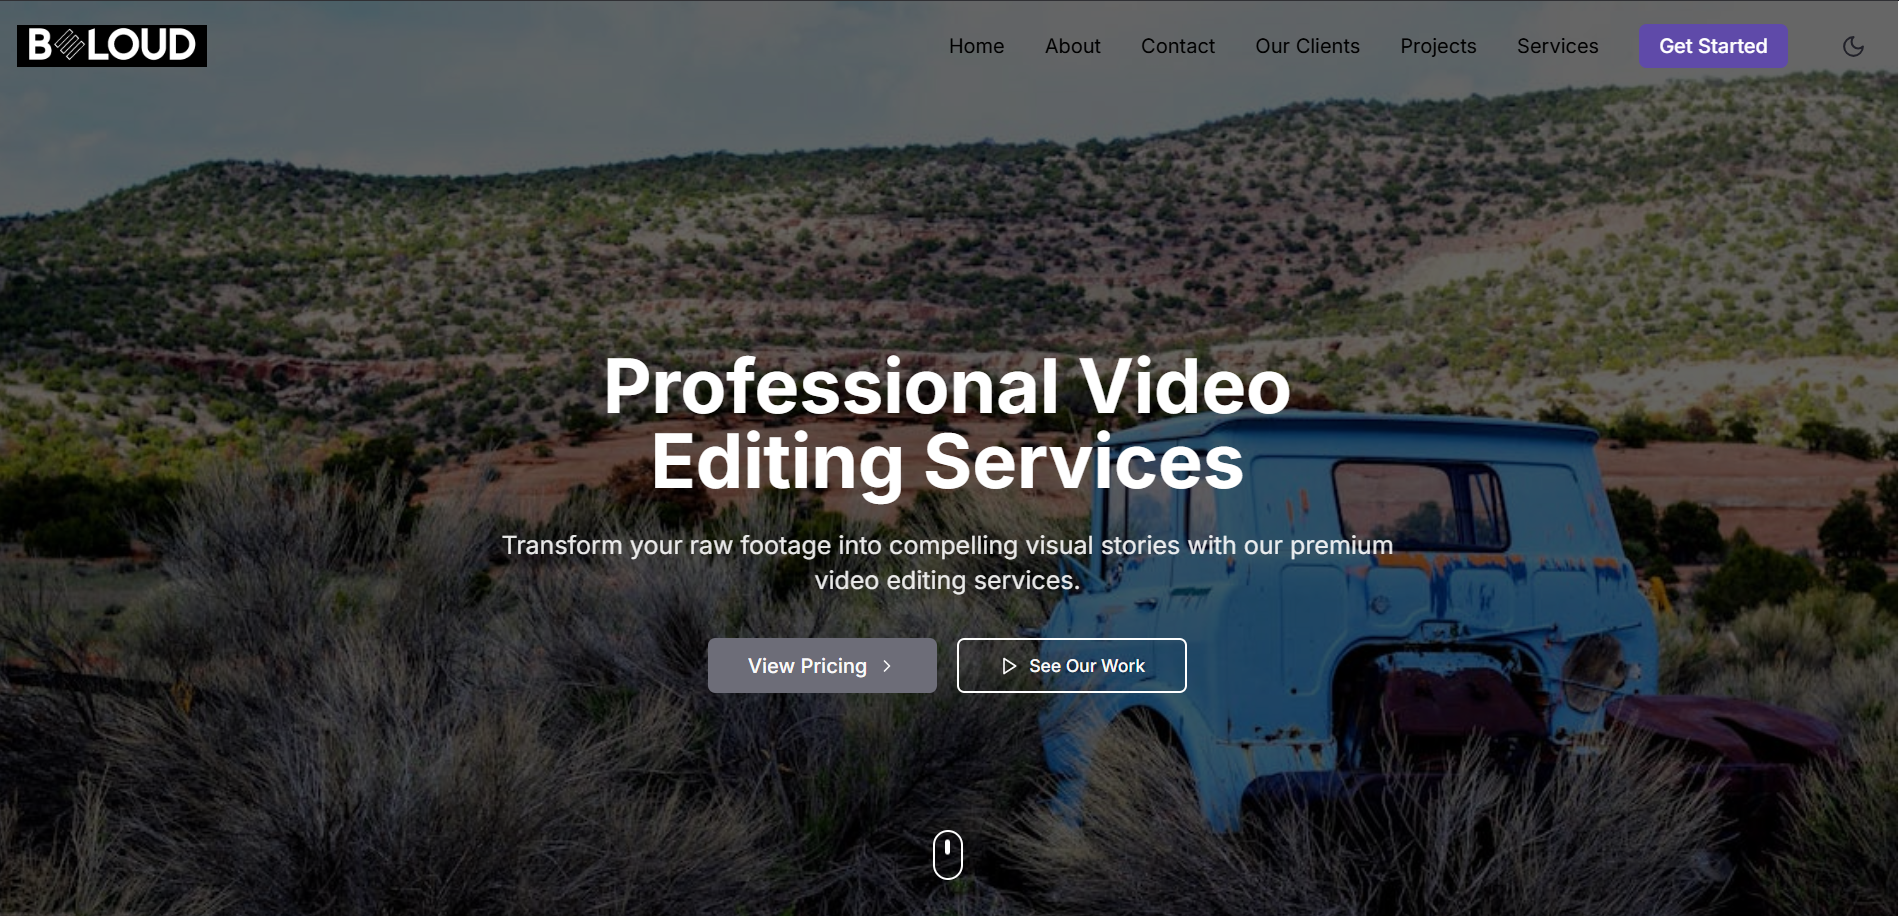 B LOUD
Home About Contact Our Clients Projects Services Get Started
Professional Video
Editing Services
Transform your raw footage into compelling visual stories with our premium
video editing services.
View Pricing See Our Work